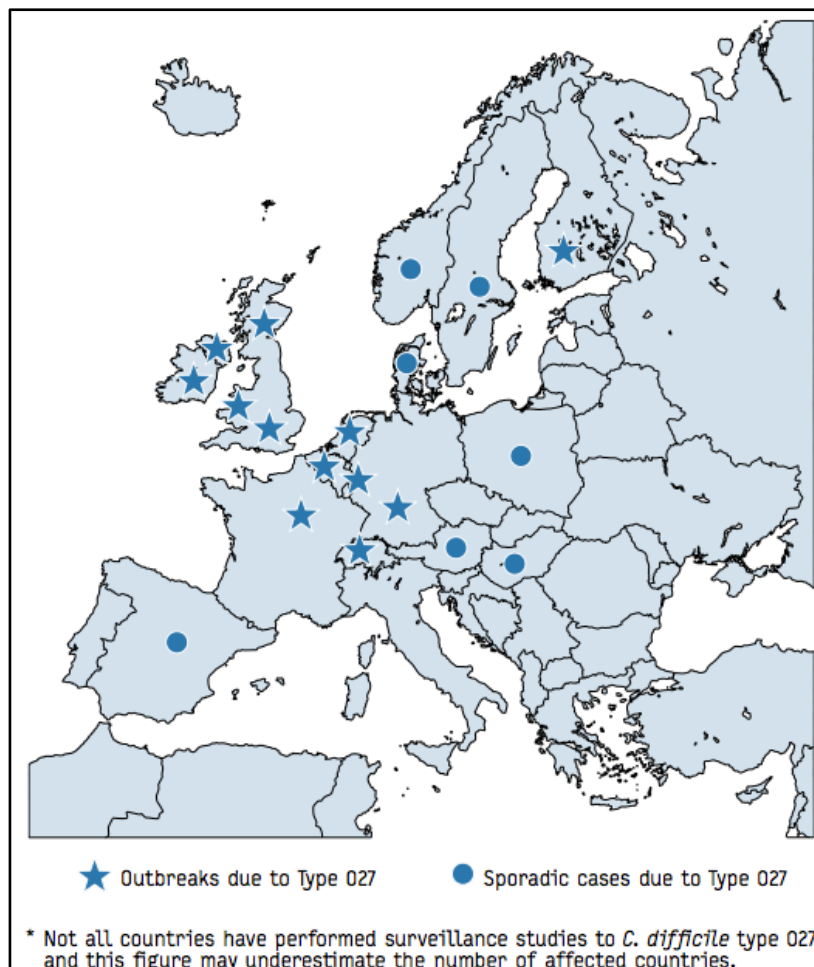 Outbreaks due to Type 027
Sporadic cases due to Type 027
* Not all countries have performed surveillance studies to C. difficile type 027
and this figure may underestimate the number of affected countries.